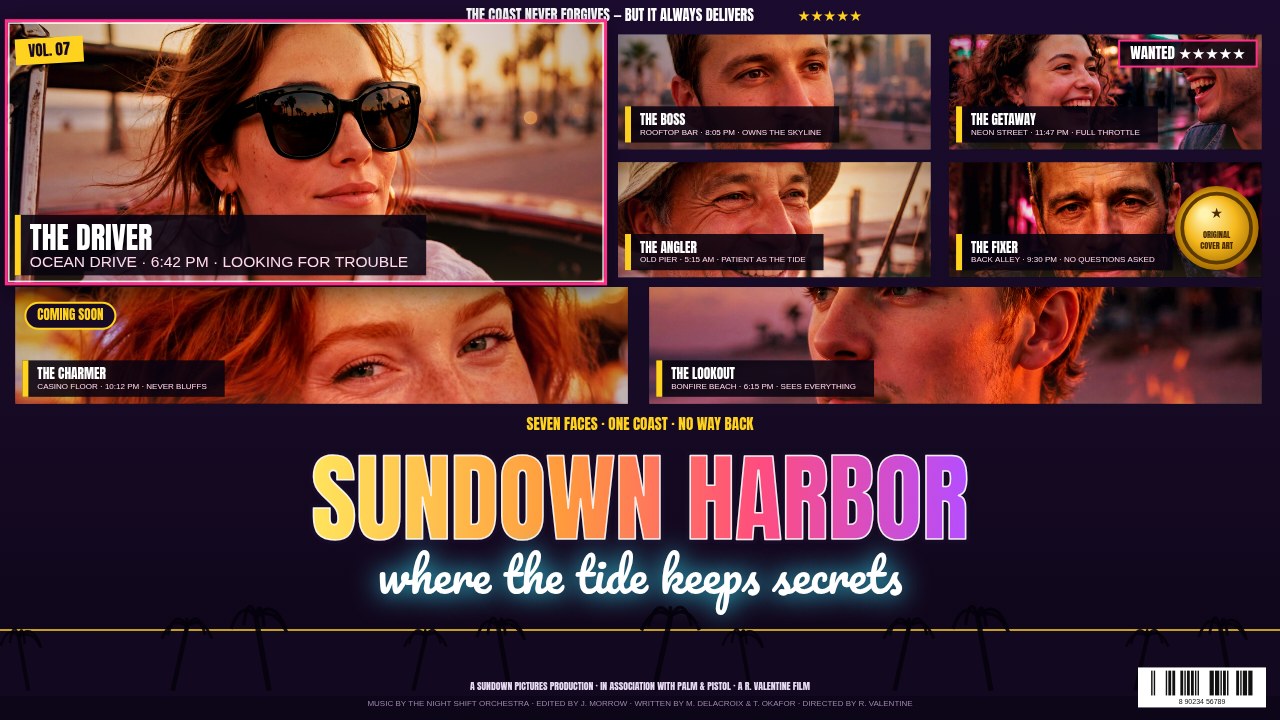 THE COAST NEVER FORGIVES – BUT IT ALWAYS DELIVERS ★★★★★
VOL. 07
THE DRIVER
OCEAN DRIVE · 6:42 PM · LOOKING FOR TROUBLE
THE BOSS
ROOFTOP BAR · 8:05 PM · OWNS THE SKYLINE
WANTED ★★★★★
THE GETAWAY
NEON STREET · 11:47 PM · FULL THROTTLE
THE ANGLER
OLD PIER · 5:15 AM · PATIENT AS THE TIDE
THE FIXER
BACK ALLEY · 9:30 PM · NO QUESTIONS ASKED
★
ORIGINAL
COVER ART
COMING SOON
THE CHARMER
CASINO FLOOR · 10:12 PM · NEVER BLUFFS
THE LOOKOUT
BONFIRE BEACH · 6:15 PM · SEES EVERYTHING
SEVEN FACES · ONE COAST · NO WAY BACK
SUNDOWN HARBOR
where the tide keeps secrets
A SUNDOWN PICTURES PRODUCTION · IN ASSOCIATION WITH PALM & PISTOL · A R. VALENTINE FILM
MUSIC BY THE NIGHT SHIFT ORCHESTRA · EDITED BY J. MORROW · WRITTEN BY M. DELACROIX & T. OKAFOR · DIRECTED BY R. VALENTINE
8 90234 56789